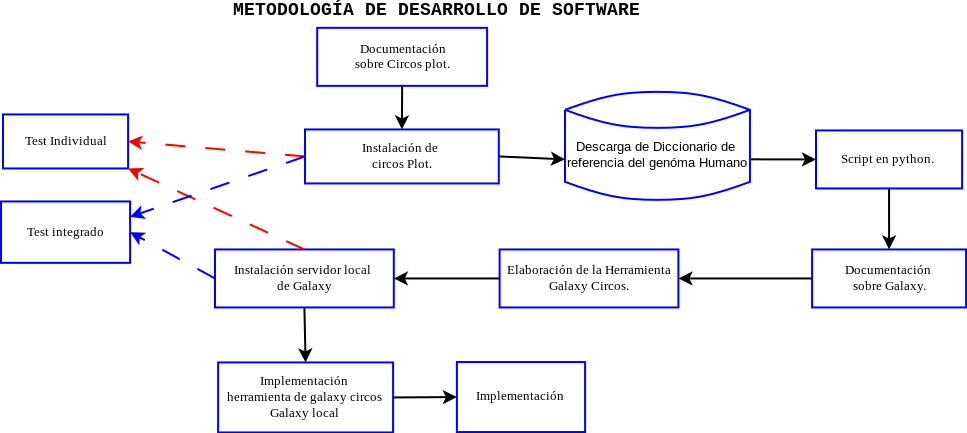 METODOLOGÍA DE DESARROLLO DE SOFTWARE
Documentación
sobre Circos plot.
Instalación de
circos Plot.
Descarga de Diccionario de
referencia del genóma Humano
Script en python.
Test Individual
Test integrado
Instalación servidor local
de Galaxy
Elaboración de la Herramienta
Galaxy Circos.
Documentación
sobre Galaxy.
Implementación
herramienta de galaxy circos
Galaxy local
Implementación